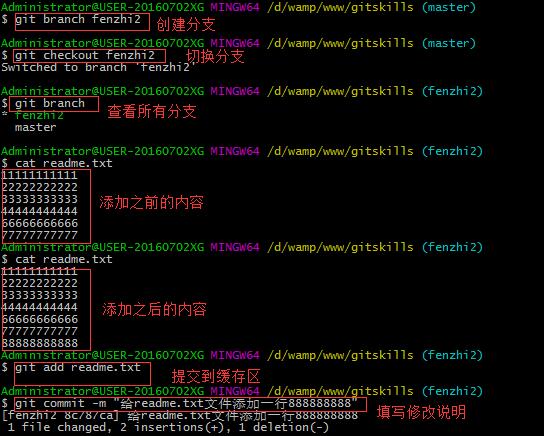 Administrator@USER-20160702XG MINGW64 /d/wamp/www/gitskills (master)
$ git branch fenzhi2 创建分支
Administrator@USER-20160702XG MINGW64 /d/wamp/www/gitskills (master)
$ git checkout fenzhi2 切换分支
Switched to branch 'fenzhi2'
Administrator@USER-20160702XG MINGW64 /d/wamp/www/gitskills (fenzhi2)
$ git branch 查看所有分支
* fenzhi2
master
Administrator@USER-20160702XG MINGW64 /d/wamp/www/gitskills (fenzhi2)
$ cat readme.txt
11111111111
22222222222
33333333333
44444444444 添加之前的内容
66666666666
77777777777
Administrator@USER-20160702XG MINGW64 /d/wamp/www/gitskills (fenzhi2)
$ cat readme.txt
11111111111
22222222222
33333333333
44444444444 添加之后的内容
66666666666
77777777777
88888888888
Administrator@USER-20160702XG MINGW64 /d/wamp/www/gitskills (fenzhi2)
$ git add readme.txt 提交到缓存区
Administrator@USER-20160702XG MINGW64 /d/wamp/www/gitskills (fenzhi2)
$ git commit -m "给readme.txt文件添加一行888888888" 填写修改说明
[fenzhi2 8c787ca] 给readme.txt文件添加一行888888888
1 file changed, 2 insertions(+), 1 deletion(-)